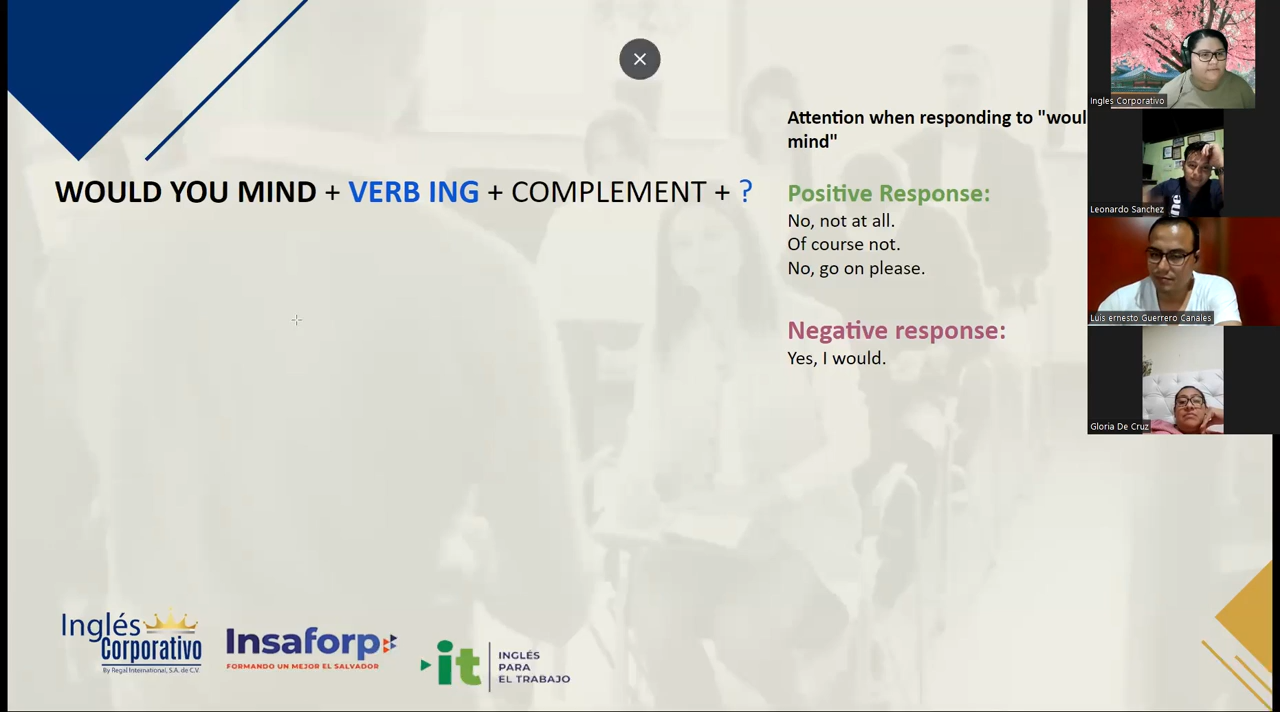 WOULD YOU MIND + VERB ING + COMPLEMENT + ?
Attention when responding to "woul
mind"
Positive Response:
No, not at all.
Of course not.
No, go on please.
Negative response:
Yes, I would.
Ingles Corporativo
Leonardo Sanchez
Luis ernesto Guerrero Canales
Gloria De Cruz
Inglés
Corporativo
By Regal International, S.A. de C.V.
Insaforp
FORMANDO UN MEJOR EL SALVADOR
it
INGLÉS
PARA
EL TRABAJO